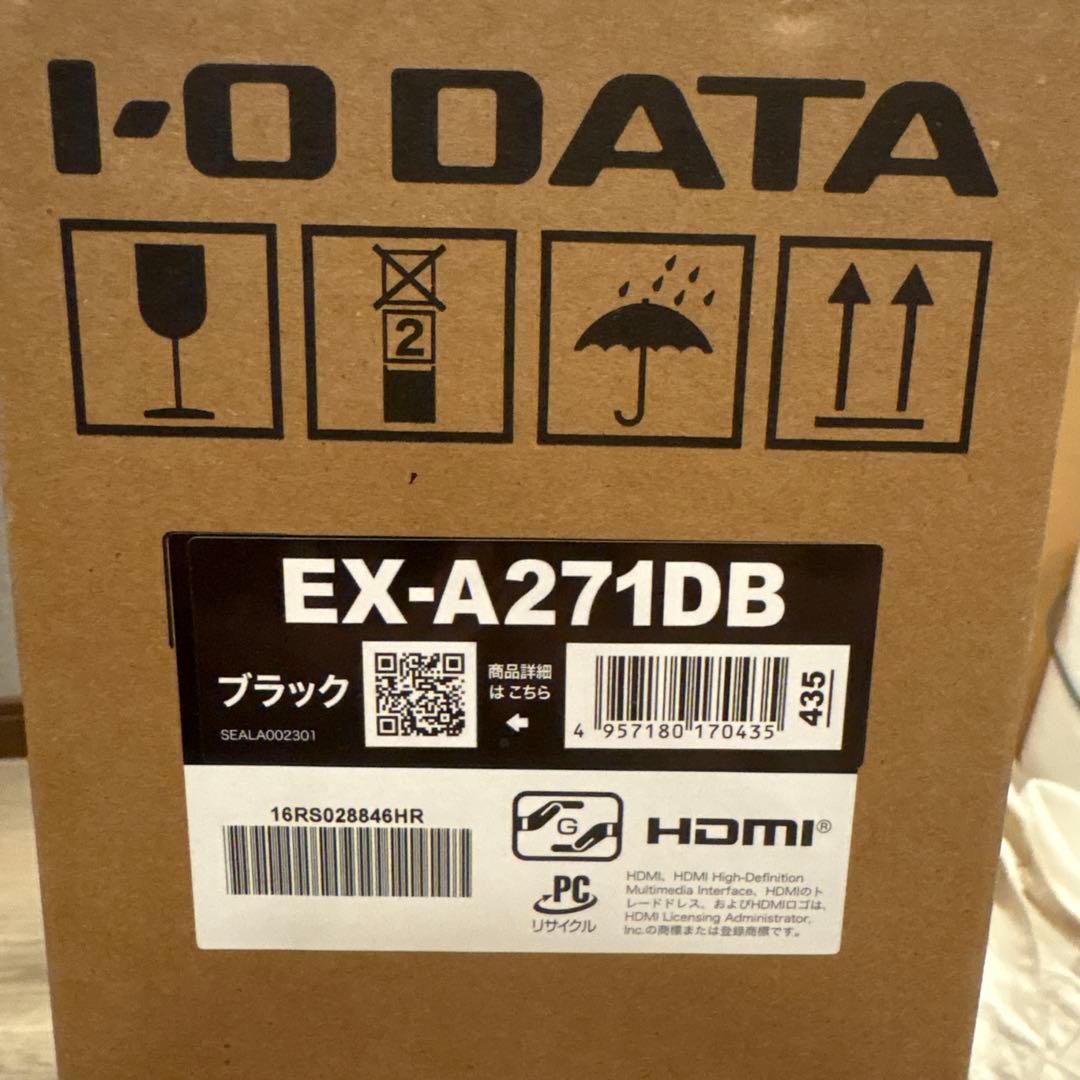 I-O DATA
2
EX-A271DB
ブラック
SEALA002301
商品詳細
は こちら
4 957180 170435
435
16RS028846HR
G
HDMI®
PC
リサイクル
HDMI、HDMI High-Definition
Multimedia Interface、HDMIのト
レードドレス、およびHDMIロゴは、
HDMI Licensing Administrator,
Inc.の商標または登録商標です。